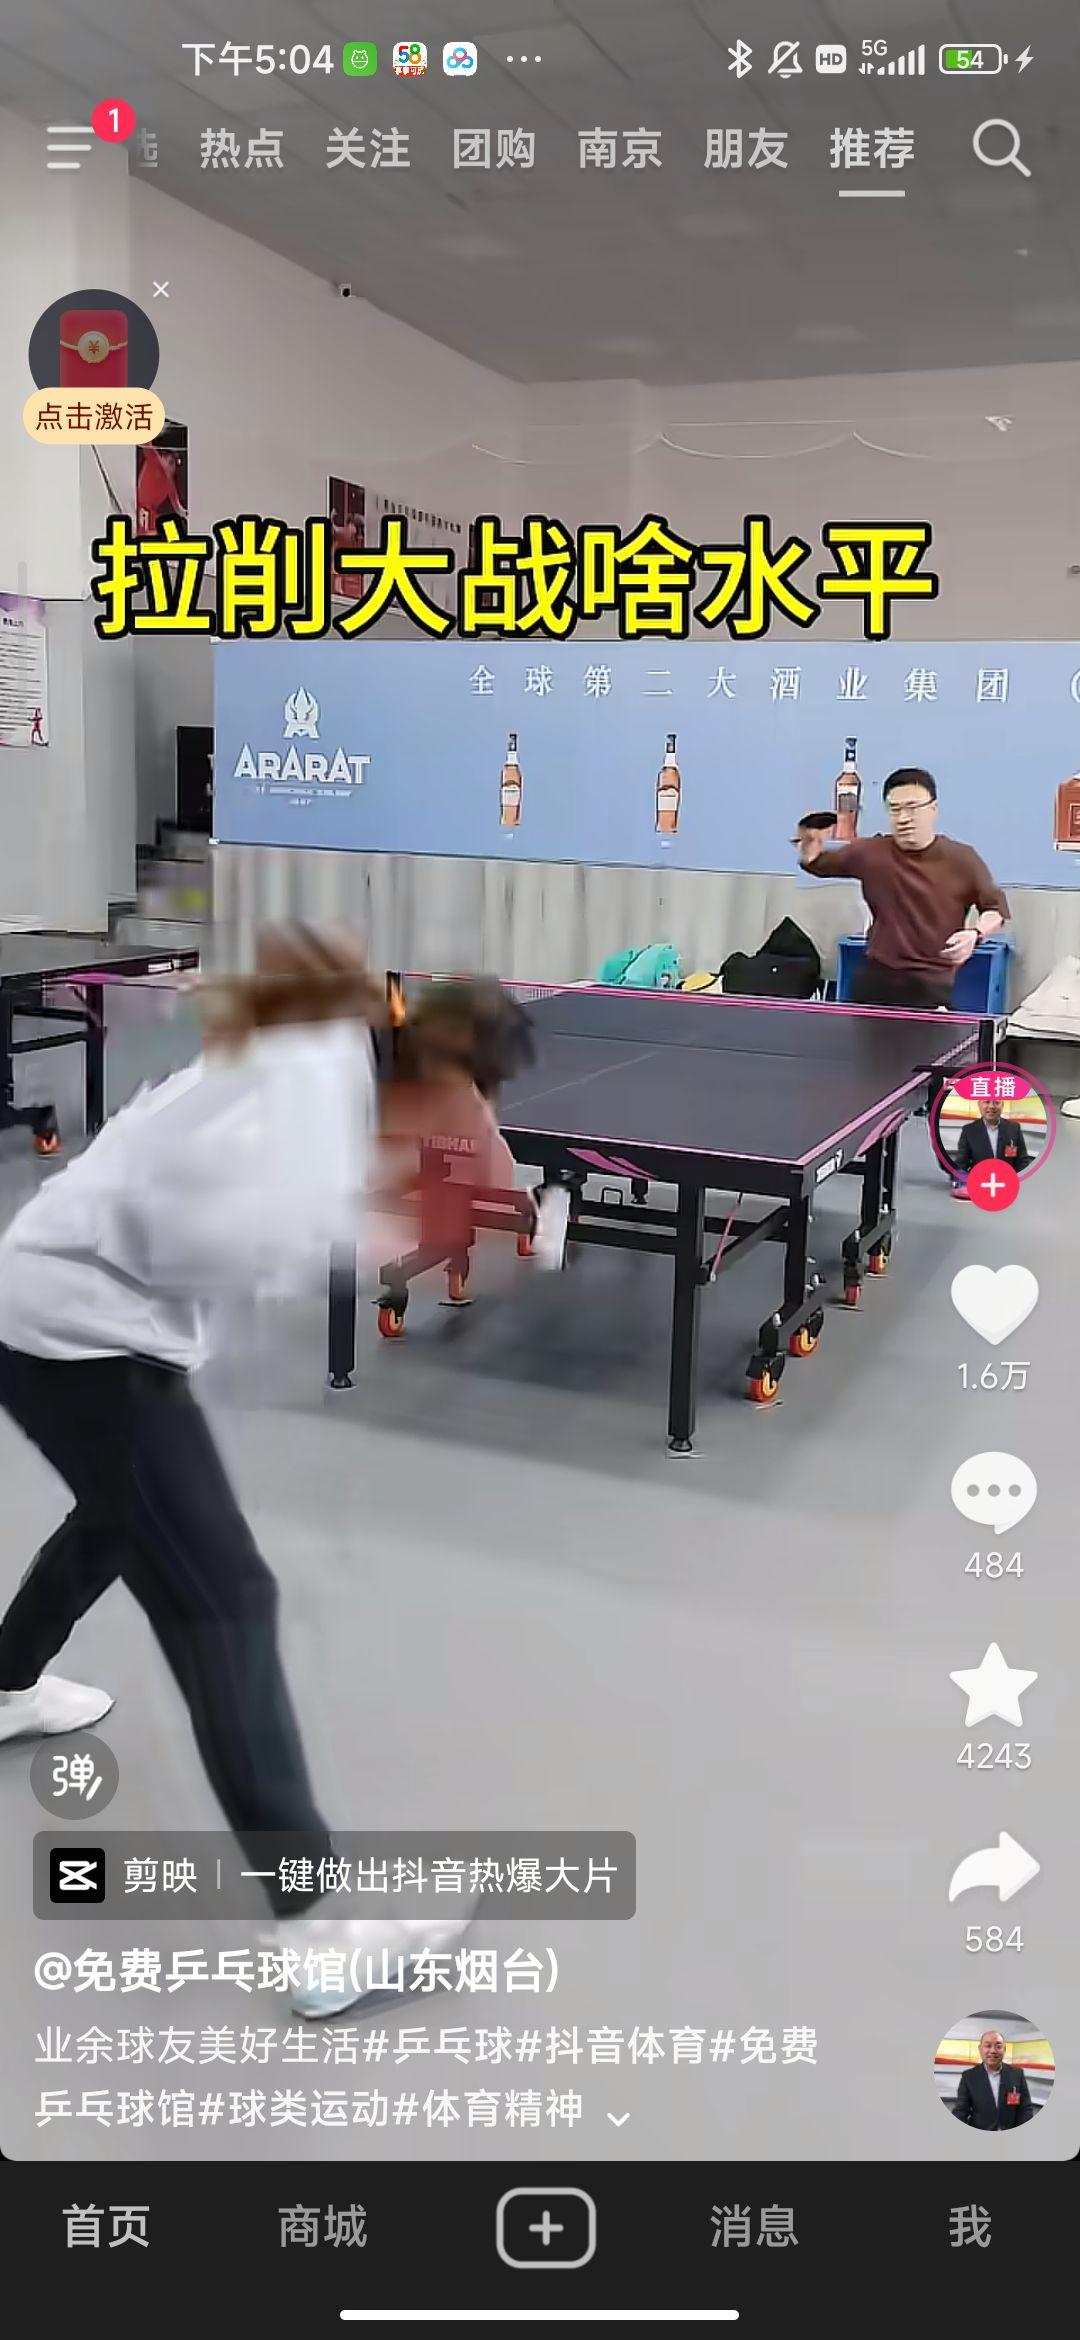 下午5:04
58
HD
5G
54
1
选 热点 关注 团购 南京 朋友 推荐
¥
点击激活
拉削大战啥水平
全球第二大酒业集团
ARARAT
直播
1.6万
484
4243
584
弹
剪映 | 一键做出抖音热爆大片
@免费乒乓球馆(山东烟台)
业余球友美好生活#乒乓球#抖音体育#免费
乒乓球馆#球类运动#体育精神
首页 商城 消息 我